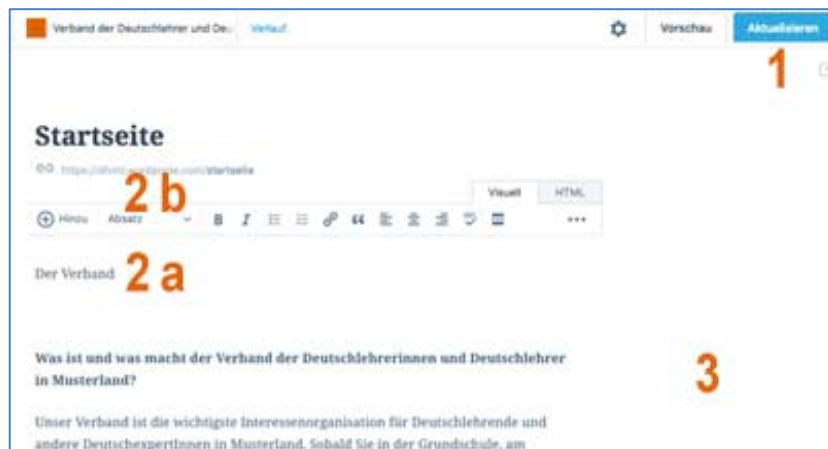 Verband der Deutschlehrer und Deu
Verlauf
Vorschau
Aktualisieren
1
Startseite
startseite
2 b
Visuell
HTML
Hinzu
Absatz
B
I
2 a
Der Verband
Was ist und was macht der Verband der Deutschlehrerinnen und Deutschlehrer
in Musterland?
3
Unser Verband ist die wichtigste Interessenorganisation für Deutschlehrende und
andere DeutschexpertInnen in Musterland. Sobald Sie in der Grundschule, am